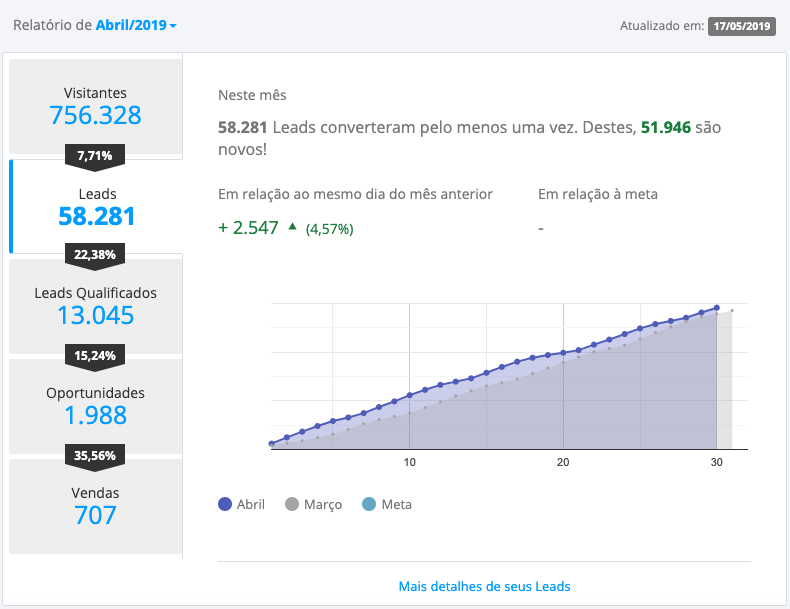 Relatório de Abril/2019
Atualizado em: 17/05/2019
Visitantes
756.328
7,71%
Leads
58.281
22,38%
Leads Qualificados
13.045
15,24%
Oportunidades
1.988
35,56%
Vendas
707
Neste mês
58.281 Leads converteram pelo menos uma vez. Destes, 51.946 são
novos!
Em relação ao mesmo dia do mês anterior
+ 2.547 ▲ (4,57%)
Em relação à meta
-
10 20 30
Abril Março Meta
Mais detalhes de seus Leads